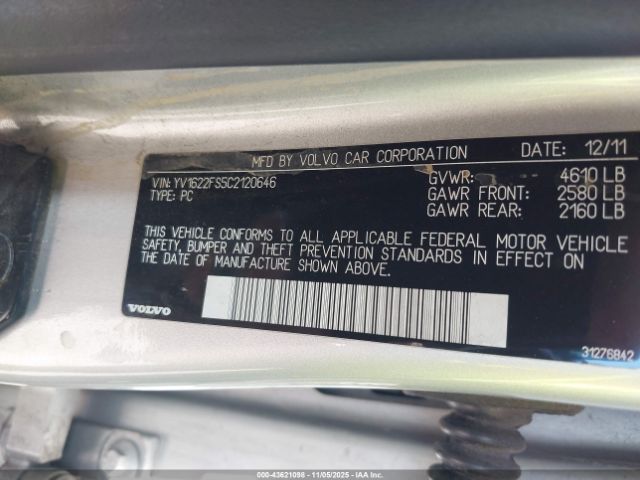 MFD BY VOLVO CAR CORPORATION DATE: 12/11
VIN: YV1622FS5C2120646 GVWR: 4610 LB
TYPE: PC GAWR FRONT: 2580 LB
GAWR REAR: 2160 LB
THIS VEHICLE CONFORMS TO ALL APPLICABLE FEDERAL MOTOR VEHICLE
SAFETY, BUMPER AND THEFT PREVENTION STANDARDS IN EFFECT ON
THE DATE OF MANUFACTURE SHOWN ABOVE.
VOLVO
31276842
000-43621098 - 11/05/2025 - IAABC.COM